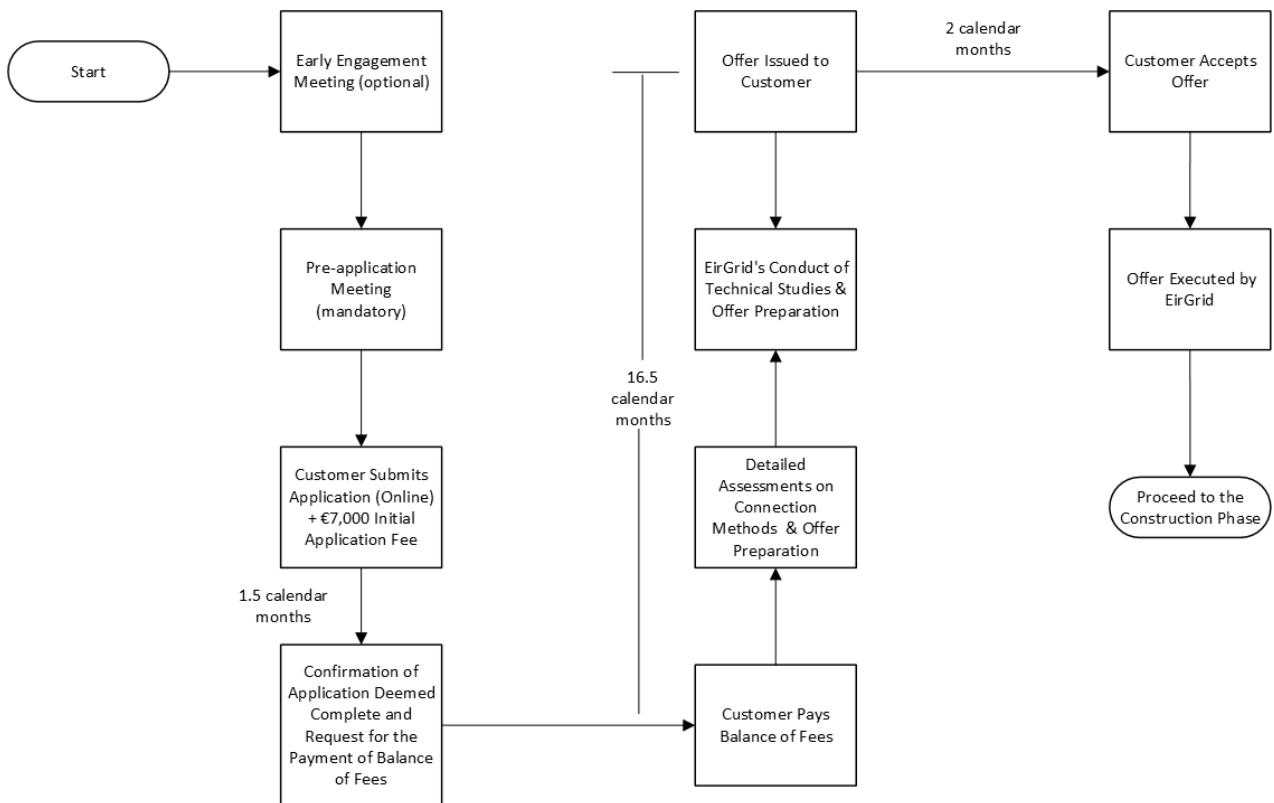 Start
Early Engagement
Meeting (optional)
Pre-application
Meeting
(mandatory)
Customer Submits
Application (Online)
+ €7,000 Initial
Application Fee
1.5 calendar
months
Confirmation of
Application Deemed
Complete and
Request for the
Payment of Balance
of Fees
16.5
calendar
months
Customer Pays
Balance of Fees
Detailed
Assessments on
Connection
Methods & Offer
Preparation
EirGrid's Conduct of
Technical Studies &
Offer Preparation
Offer Issued to
Customer
2 calendar
months
Customer Accepts
Offer
Offer Executed by
EirGrid
Proceed to the
Construction Phase